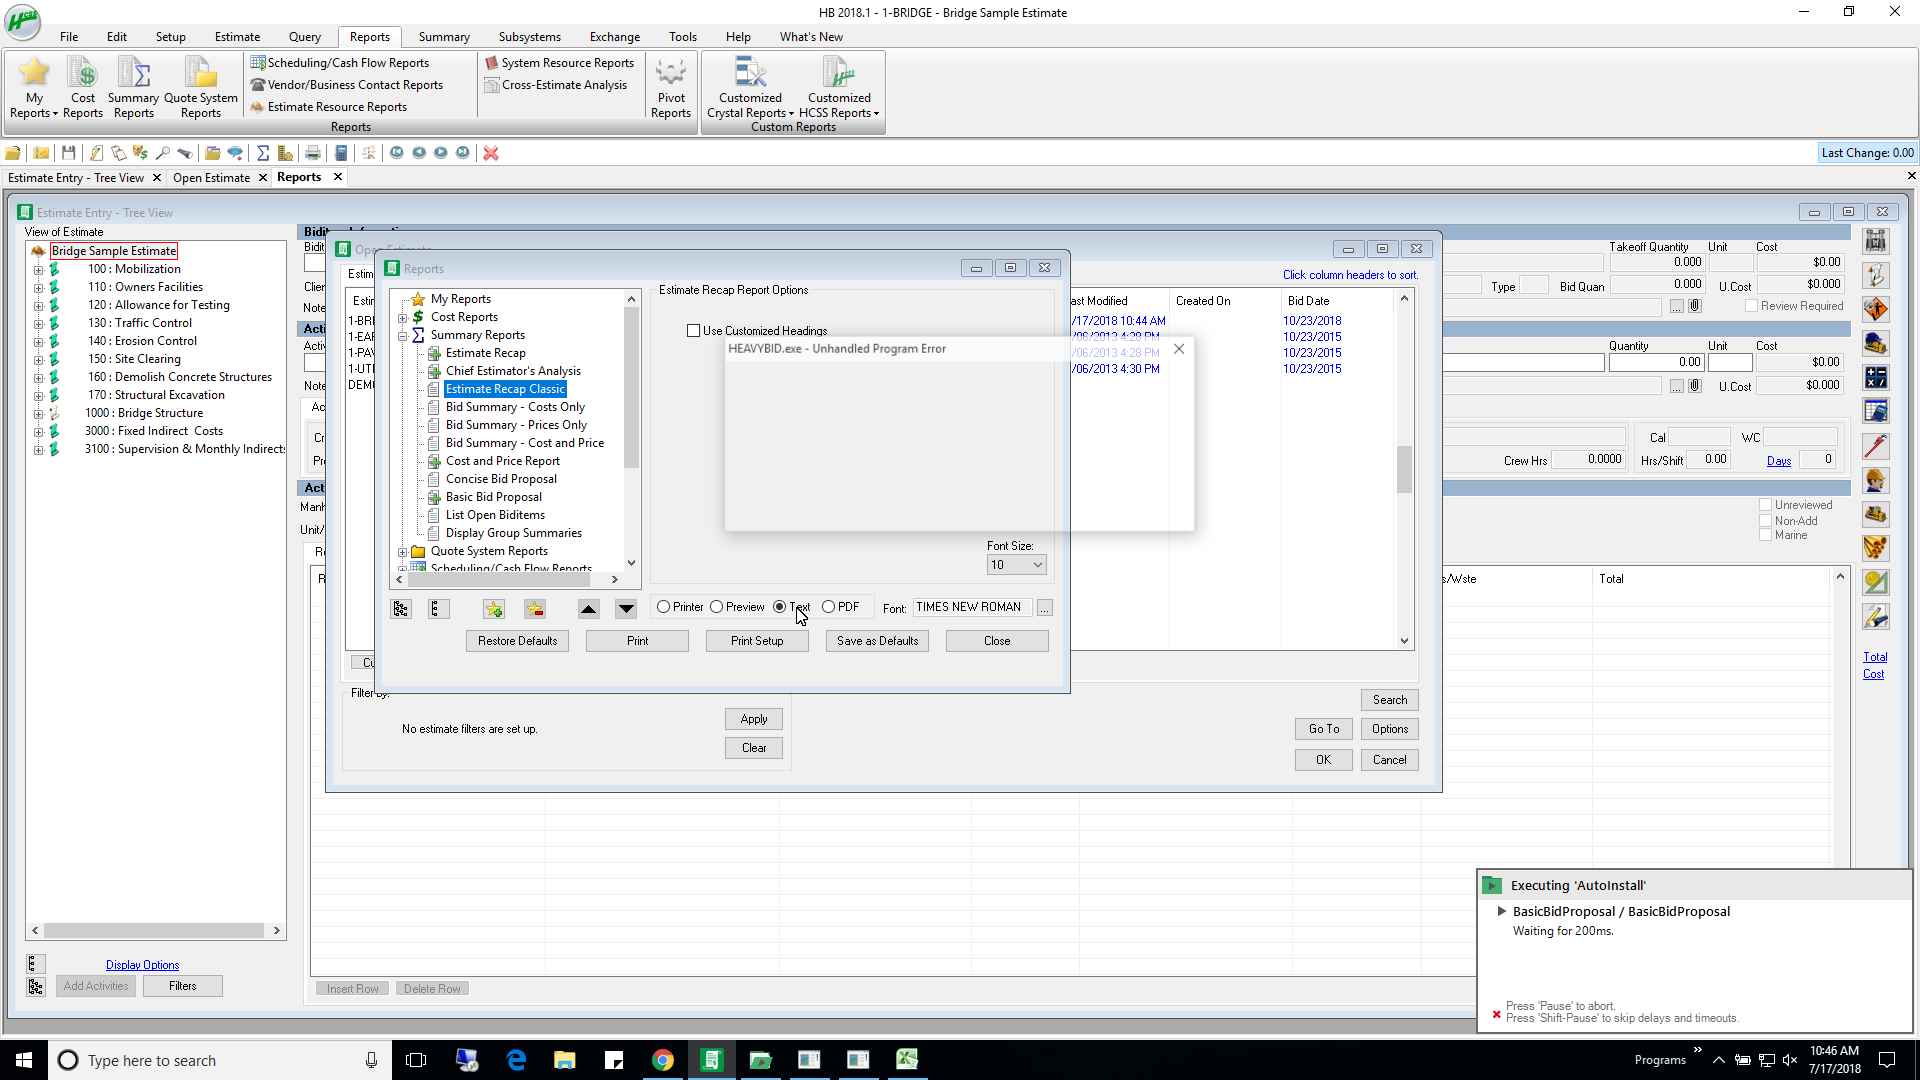 HB 2018.1 - 1-BRIDGE - Bridge Sample Estimate
File Edit Setup Estimate Query Reports Summary Subsystems Exchange Tools Help What's New
My Reports
Cost Reports
Summary Reports
Quote System Reports
Scheduling/Cash Flow Reports
Vendor/Business Contact Reports
Estimate Resource Reports
System Resource Reports
Cross-Estimate Analysis
Pivot Reports
Customized Crystal Reports
Customized HCSS Reports
Reports
Custom Reports
Last Change: 0.00
Estimate Entry - Tree View
Open Estimate
Reports
Estimate Entry - Tree View
View of Estimate
Bridge Sample Estimate
100 : Mobilization
110 : Owners Facilities
120 : Allowance for Testing
130 : Traffic Control
140 : Erosion Control
150 : Site Clearing
160 : Demolish Concrete Structures
170 : Structural Excavation
1000 : Bridge Structure
3000 : Fixed Indirect Costs
3100 : Supervision & Monthly Indirects
Display Options
Add Activities
Filters
Reports
My Reports
Cost Reports
Summary Reports
Estimate Recap
Chief Estimator's Analysis
Estimate Recap Classic
Bid Summary - Costs Only
Bid Summary - Prices Only
Bid Summary - Cost and Price
Cost and Price Report
Concise Bid Proposal
Basic Bid Proposal
List Open Biditems
Display Group Summaries
Quote System Reports
Scheduling/Cash Flow Reports
Estimate Recap Report Options
Use Customized Headings
HEAVYBID.exe - Unhandled Program Error
Font Size:
10
Printer Preview Text PDF Font: TIMES NEW ROMAN ...
Restore Defaults Print Print Setup Save as Defaults Close
Click column headers to sort.
Last Modified Created On Bid Date
/17/2018 10:44 AM 10/23/2018
/06/2013 4:28 PM 10/23/2015
/06/2013 4:28 PM 10/23/2015
/06/2013 4:30 PM 10/23/2015
Filter By:
No estimate filters are set up.
Apply
Clear
Search
Go To Options
OK Cancel
Takeoff Quantity Unit Cost
0.000 $0.00
Type Bid Quan 0.000 U.Cost $0.000
Review Required
Quantity Unit Cost
0.00 $0.00
U.Cost $0.000
Cal WC
Crew Hrs 0.0000 Hrs/Shift 0.00 Days 0
Unreviewed
Non-Add
Marine
s/Wste Total
Total
Cost
Insert Row Delete Row
Executing 'AutoInstall'
BasicBidProposal / BasicBidProposal
Waiting for 200ms.
Press 'Pause' to abort.
Press 'Shift-Pause' to skip delays and timeouts.
Type here to search
Programs
10:46 AM
7/17/2018